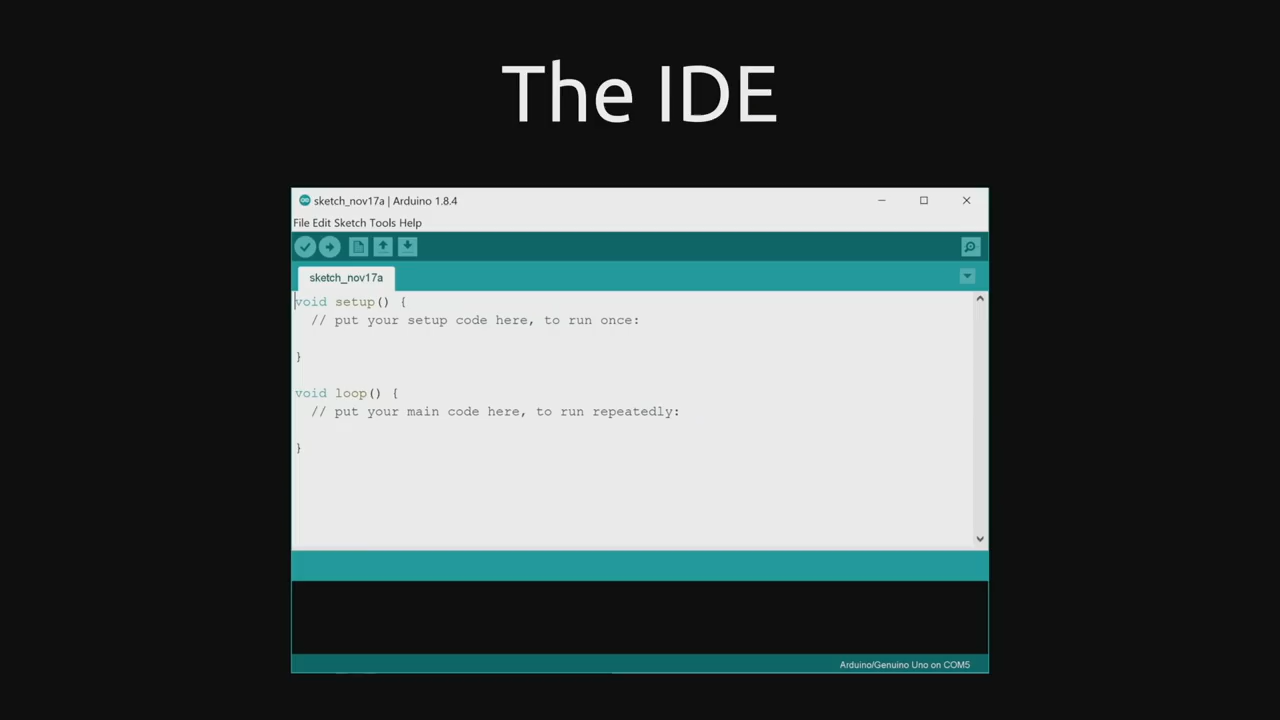 The IDE
sketch_nov17a | Arduino 1.8.4
File Edit Sketch Tools Help
sketch_nov17a
void setup() {
  // put your setup code here, to run once:
}
void loop() {
  // put your main code here, to run repeatedly:
}
Arduino/Genuino Uno on COM5